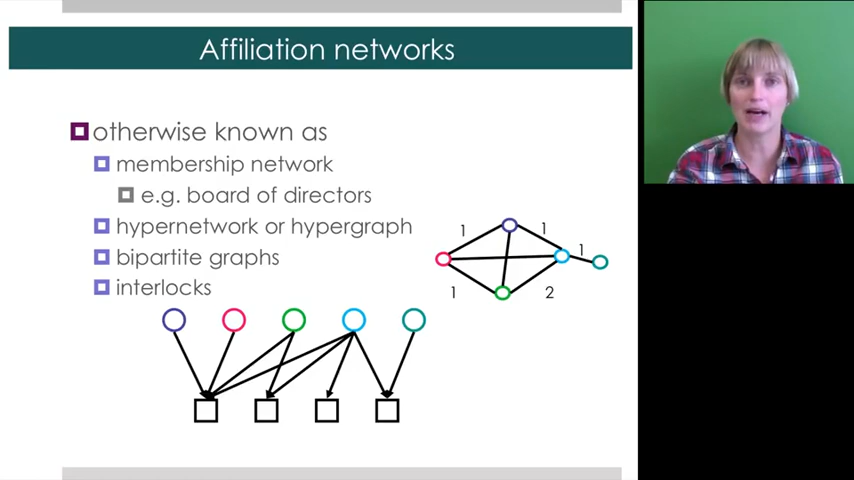 Affiliation networks
otherwise known as
membership network
e.g. board of directors
hypernetwork or hypergraph
bipartite graphs
interlocks
1
1
1
1
2